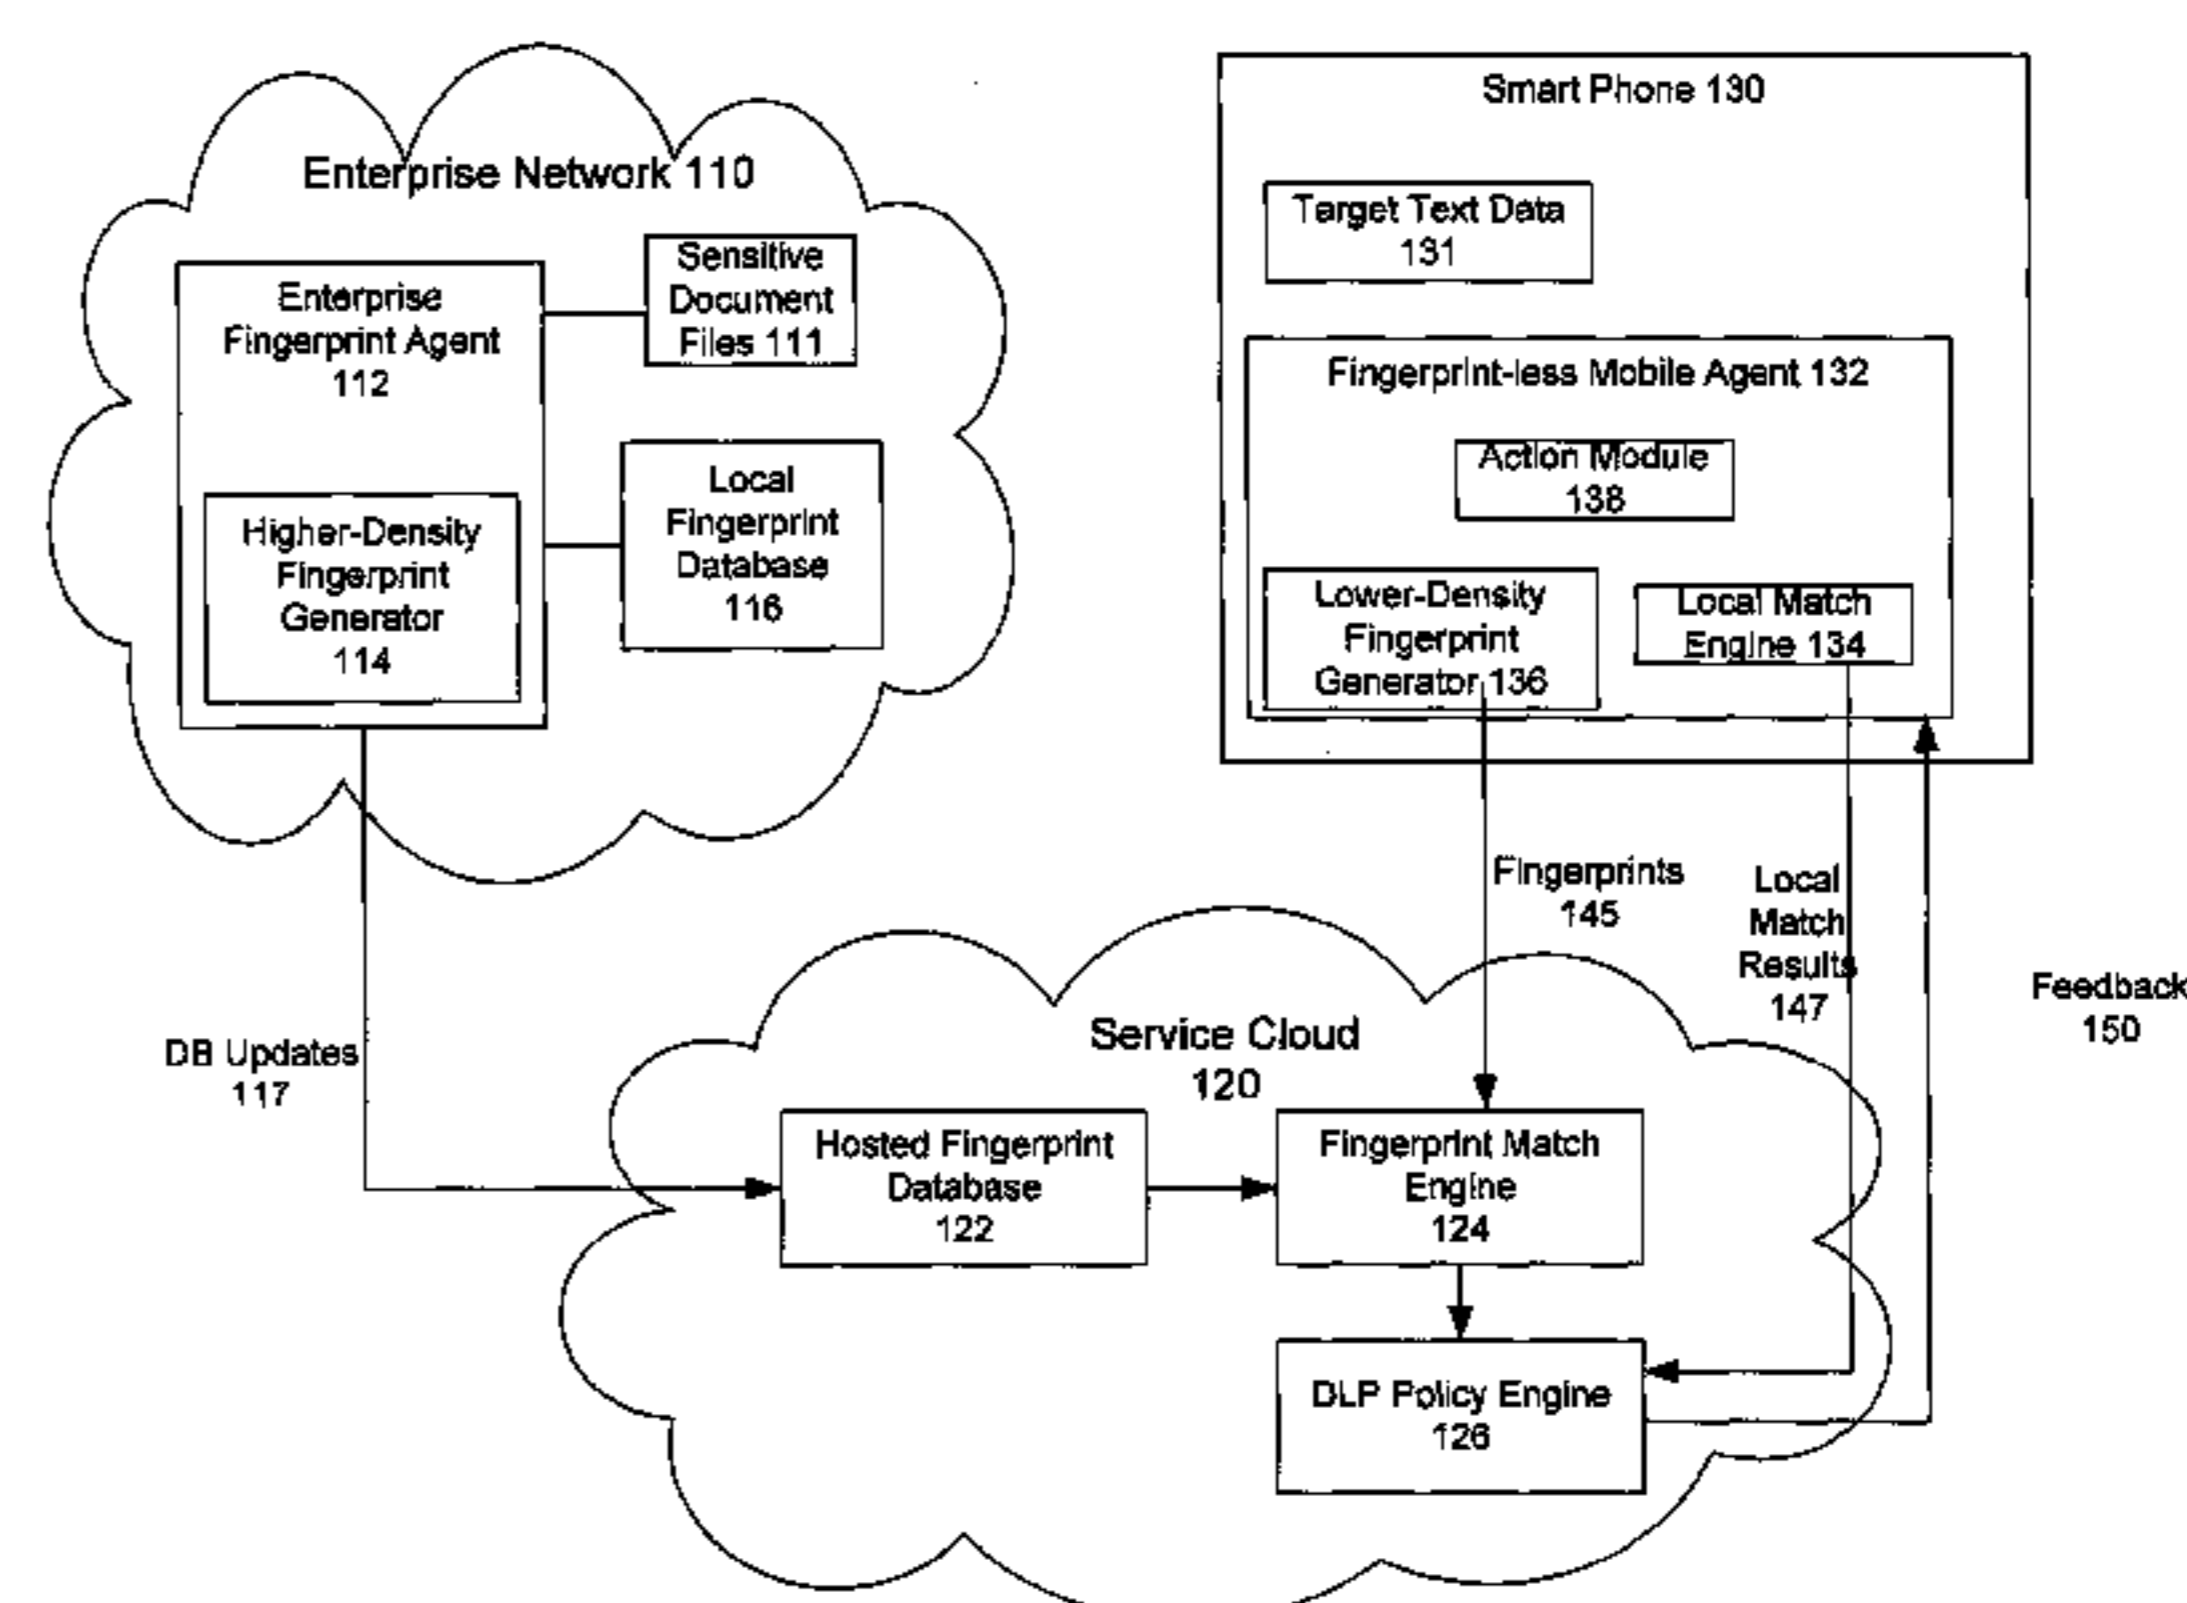 Enterprise Network 110
Enterprise
Fingerprint Agent
112
Sensitive
Document
Files 111
Higher-Density
Fingerprint
Generator
114
Local
Fingerprint
Database
116
DB Updates
117
Smart Phone 130
Target Text Data
131
Fingerprint-less Mobile Agent 132
Action Module
138
Lower-Density
Fingerprint
Generator 136
Local Match
Engine 134
Fingerprints
145
Local
Match
Results
147
Feedback
150
Service Cloud
120
Hosted Fingerprint
Database
122
Fingerprint Match
Engine
124
DLP Policy Engine
126